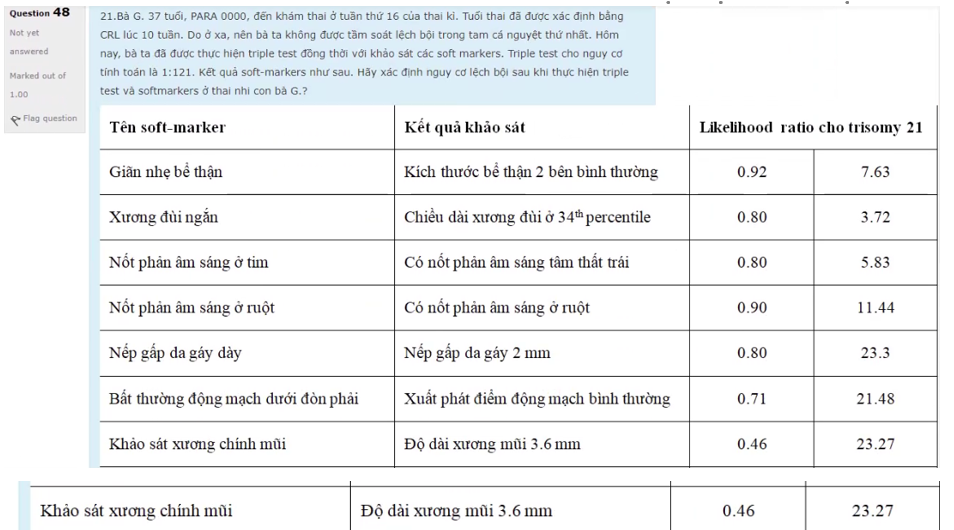 Question 48
Not yet
answered
Marked out of
1.00
Flag question
21.Bà G. 37 tuổi, PARA 0000, đến khám thai ở tuần thứ 16 của thai kì. Tuổi thai đã được xác định bằng
CRL lúc 10 tuần. Do ở xa, nên bà ta không được tầm soát lệch bội trong tam cá nguyệt thứ nhất. Hôm
nay, bà ta đã được thực hiện triple test đồng thời với khảo sát các soft markers. Triple test cho nguy cơ
tính toán là 1:121. Kết quả soft-markers như sau. Hãy xác định nguy cơ lệch bội sau khi thực hiện triple
test và softmarkers ở thai nhi con bà G.?
Tên soft-marker Kết quả khảo sát Likelihood ratio cho trisomy 21
Giãn nhẹ bể thận Kích thước bể thận 2 bên bình thường 0.92 7.63
Xương đùi ngắn Chiều dài xương đùi ở 34th percentile 0.80 3.72
Nốt phản âm sáng ở tim Có nốt phản âm sáng tâm thất trái 0.80 5.83
Nốt phản âm sáng ở ruột Có nốt phản âm sáng ở ruột 0.90 11.44
Nếp gấp da gáy dày Nếp gấp da gáy 2 mm 0.80 23.3
Bất thường động mạch dưới đòn phải Xuất phát điểm động mạch bình thường 0.71 21.48
Khảo sát xương chính mũi Độ dài xương mũi 3.6 mm 0.46 23.27
Khảo sát xương chính mũi Độ dài xương mũi 3.6 mm 0.46 23.27